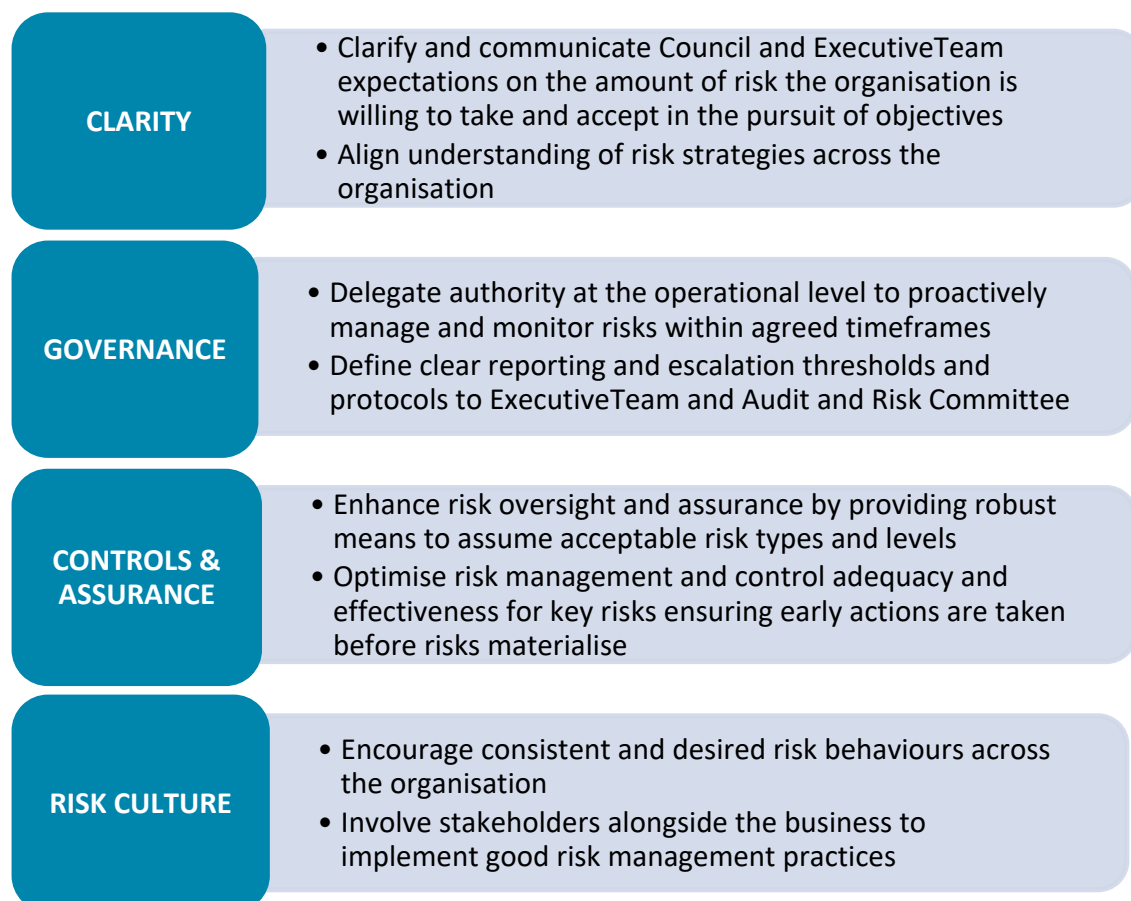 CLARITY
• Clarify and communicate Council and ExecutiveTeam
expectations on the amount of risk the organisation is
willing to take and accept in the pursuit of objectives
• Align understanding of risk strategies across the
organisation
GOVERNANCE
• Delegate authority at the operational level to proactively
manage and monitor risks within agreed timeframes
• Define clear reporting and escalation thresholds and
protocols to ExecutiveTeam and Audit and Risk Committee
CONTROLS &
ASSURANCE
• Enhance risk oversight and assurance by providing robust
means to assume acceptable risk types and levels
• Optimise risk management and control adequacy and
effectiveness for key risks ensuring early actions are taken
before risks materialise
RISK CULTURE
• Encourage consistent and desired risk behaviours across
the organisation
• Involve stakeholders alongside the business to
implement good risk management practices